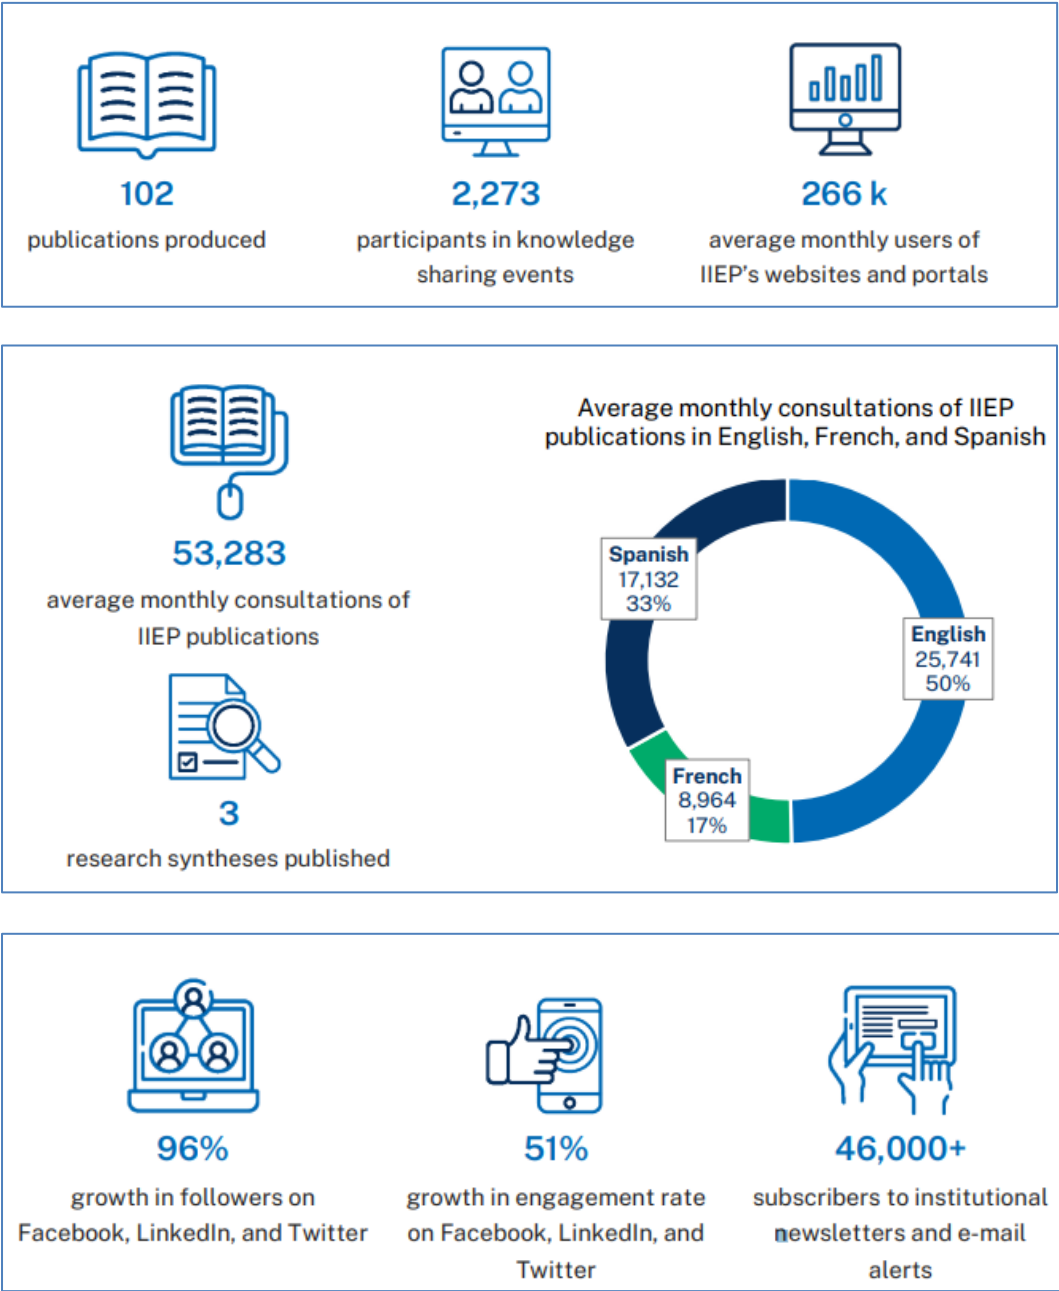 102
publications produced
2,273
participants in knowledge
sharing events
266 k
average monthly users of
IIEP's websites and portals
53,283
average monthly consultations of
IIEP publications
3
research syntheses published
Average monthly consultations of IIEP
publications in English, French, and Spanish
Spanish
17,132
33%
English
25,741
50%
French
8,964
17%
96%
growth in followers on
Facebook, LinkedIn, and Twitter
51%
growth in engagement rate
on Facebook, LinkedIn, and
Twitter
46,000+
subscribers to institutional
newsletters and e-mail
alerts